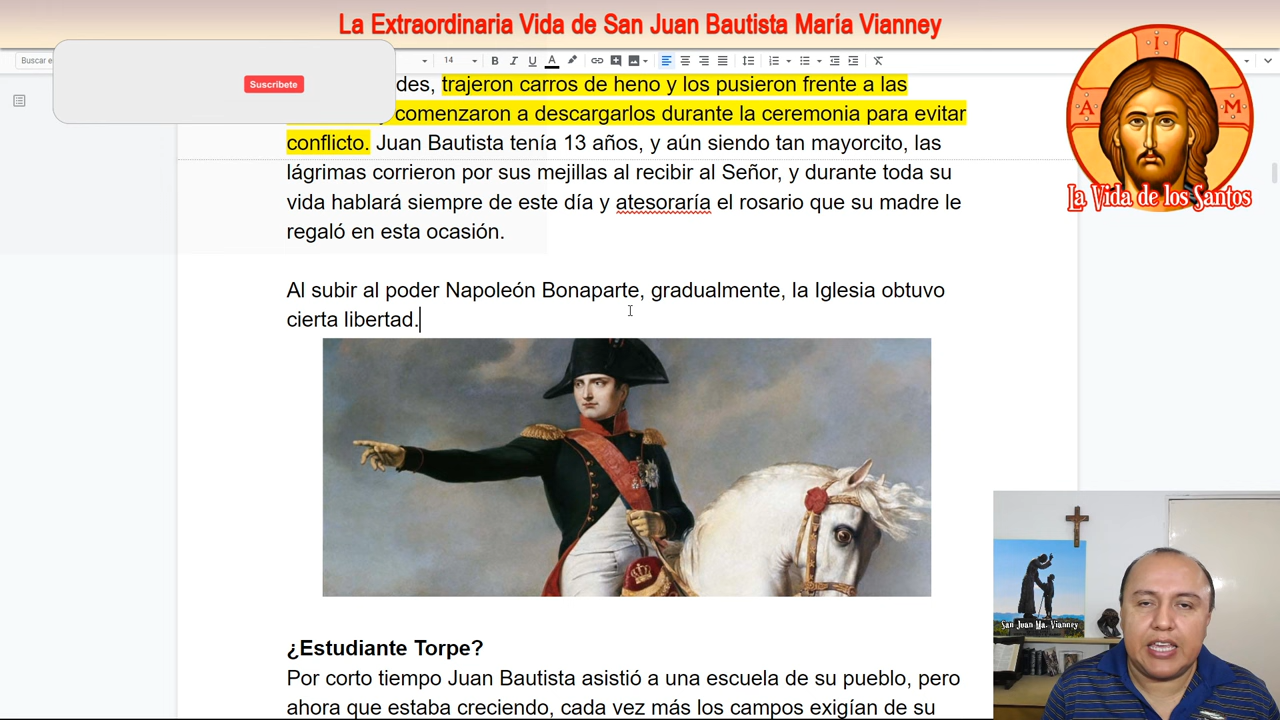 La Extraordinaria Vida de San Juan Bautista María Vianney
Buscar e
14
B I U A
Suscribete
I
A M
La Vida de los Santos
des, trajeron carros de heno y los pusieron frente a las
comenzaron a descargarlos durante la ceremonia para evitar
conflicto. Juan Bautista tenía 13 años, y aún siendo tan mayorcito, las
lágrimas corrieron por sus mejillas al recibir al Señor, y durante toda su
vida hablará siempre de este día y atesoraría el rosario que su madre le
regaló en esta ocasión.
Al subir al poder Napoleón Bonaparte, gradualmente, la Iglesia obtuvo
cierta libertad.
San Juan Ma. Vianney
¿Estudiante Torpe?
Por corto tiempo Juan Bautista asistió a una escuela de su pueblo, pero
ahora que estaba creciendo, cada vez más los campos exigían de su